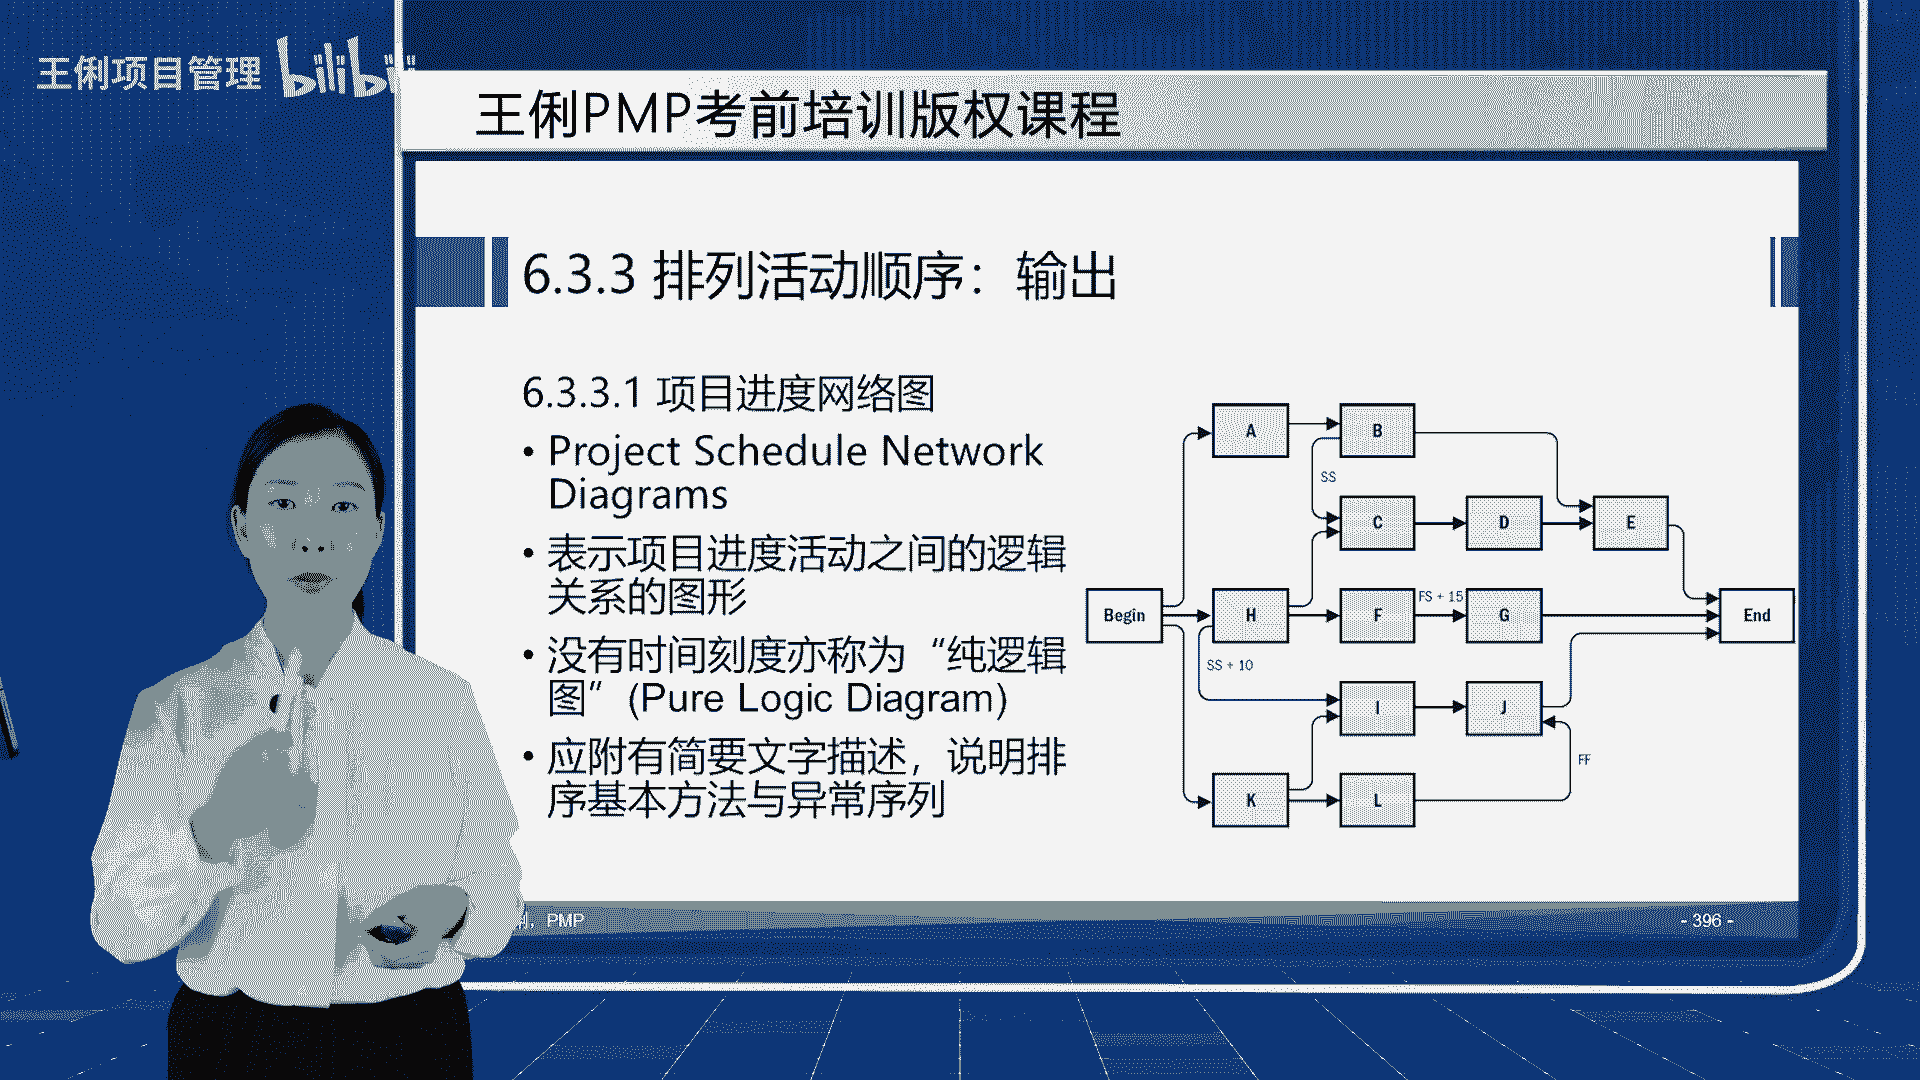 王俐项目管理 bilibili
王俐PMP考前培训版权课程
6.3.3 排列活动顺序：输出
6.3.3.1 项目进度网络图
• Project Schedule Network
Diagrams
• 表示项目进度活动之间的逻辑
关系的图形
• 没有时间刻度亦称为“纯逻辑
图”(Pure Logic Diagram)
• 应附有简要文字描述，说明排
序基本方法与异常序列
A
B
SS
C
D
E
Begin
H
F
FS + 15
G
End
SS + 10
I
J
FF
K
L
俐，PMP
- 396 -